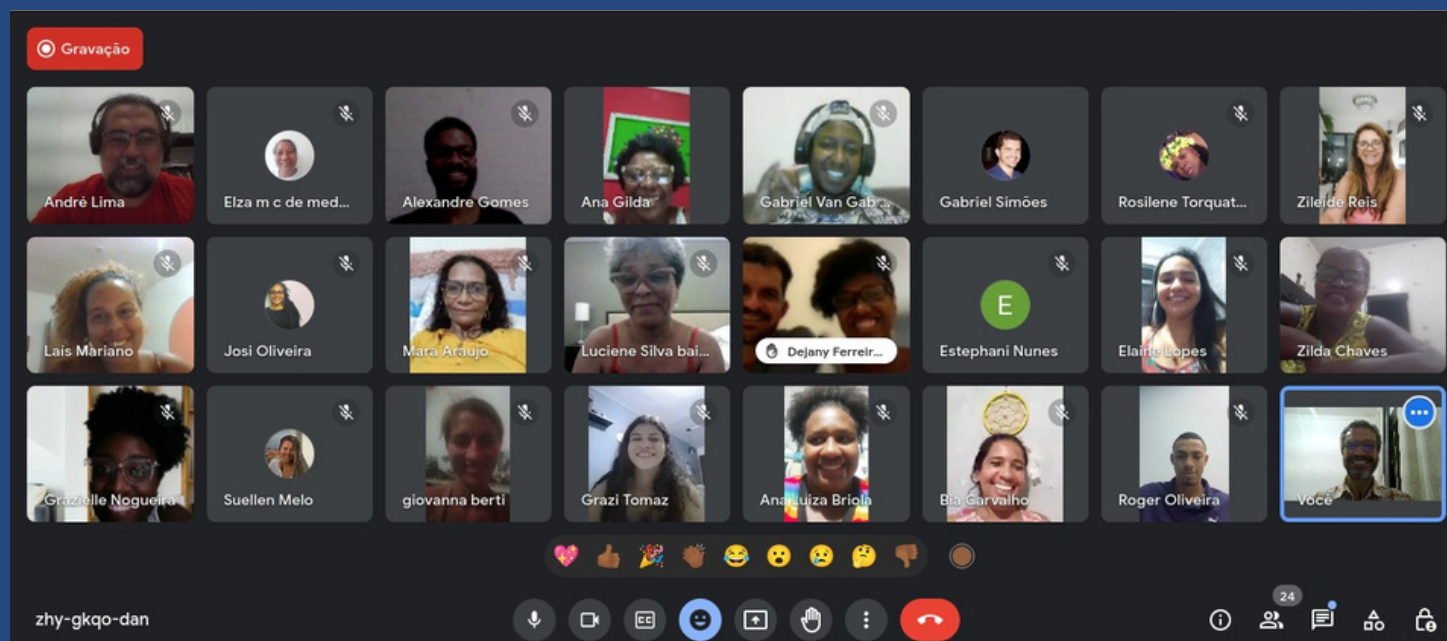 Gravação
André Lima
Elza m c de med...
Alexandre Gomes
Ana Gilda
Gabriel Van Gab ...
Gabriel Simões
Rosilene Torquat...
Zileide Reis
Lais Mariano
Josi Oliveira
Mara Araujo
Luciene Silva bai...
Dejany Ferreir...
E
Estephani Nunes
Elaine Lopes
Zilda Chaves
Grazielle Nogueira
Suellen Melo
giovanna berti
Grazi Tomaz
Ana Luiza Briola
Bia Carvalho
Roger Oliveira
Você
zhy-gkqo-dan
CC
24